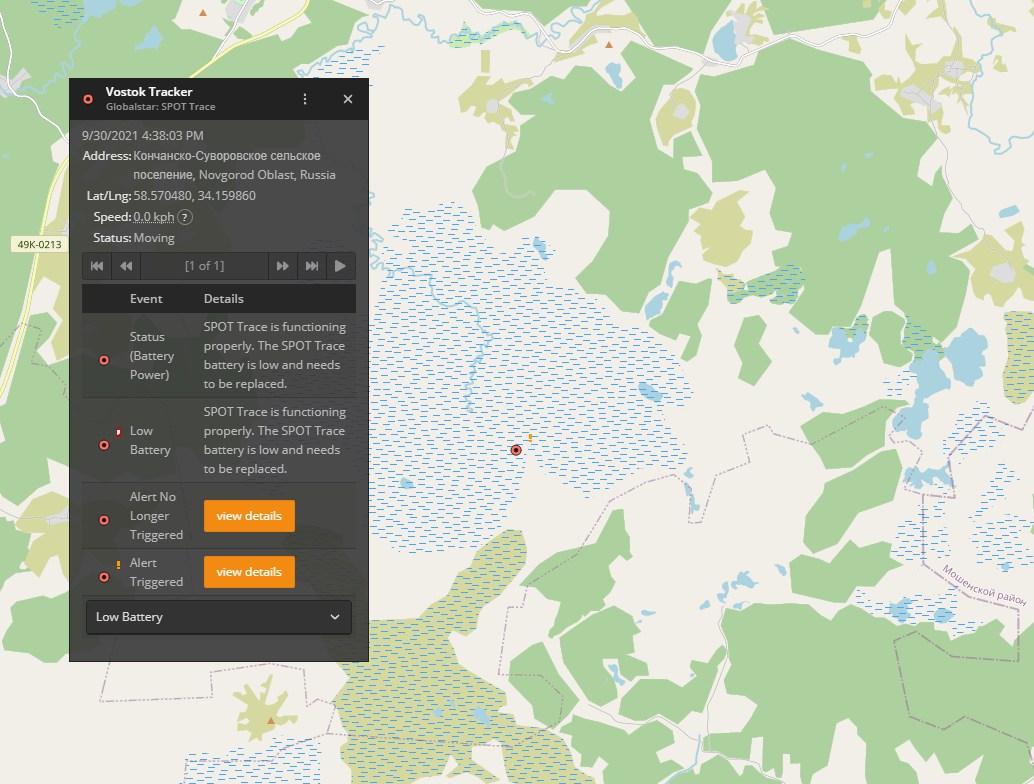 Vostok Tracker
Globalstar: SPOT Trace
9/30/2021 4:38:03 PM
Address: Кончанско-Суворовское сельское
поселение, Novgorod Oblast, Russia
Lat/Lng: 58.570480, 34.159860
Speed: 0.0 kph ?
Status: Moving
[1 of 1]
Event Details
Status
(Battery
Power)
SPOT Trace is functioning
properly. The SPOT Trace
battery is low and needs
to be replaced.
Low
Battery
SPOT Trace is functioning
properly. The SPOT Trace
battery is low and needs
to be replaced.
Alert No
Longer
Triggered
view details
Alert
Triggered
view details
Low Battery
49К-0213
Мошенской район